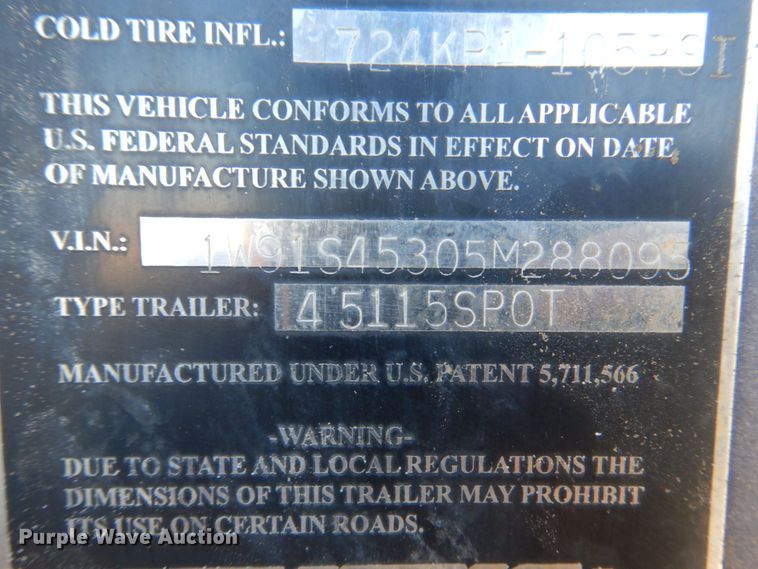 COLD TIRE INFL.: 724KPA-105PSI
THIS VEHICLE CONFORMS TO ALL APPLICABLE
U.S. FEDERAL STANDARDS IN EFFECT ON DATE
OF MANUFACTURE SHOWN ABOVE.
V.I.N.: 1W91S45305M288095
TYPE TRAILER: 4 5115SPOT
MANUFACTURED UNDER U.S. PATENT 5,711,566
-WARNING-
DUE TO STATE AND LOCAL REGULATIONS THE
DIMENSIONS OF THIS TRAILER MAY PROHIBIT
ITS USE ON CERTAIN ROADS.
Purple Wave Auction